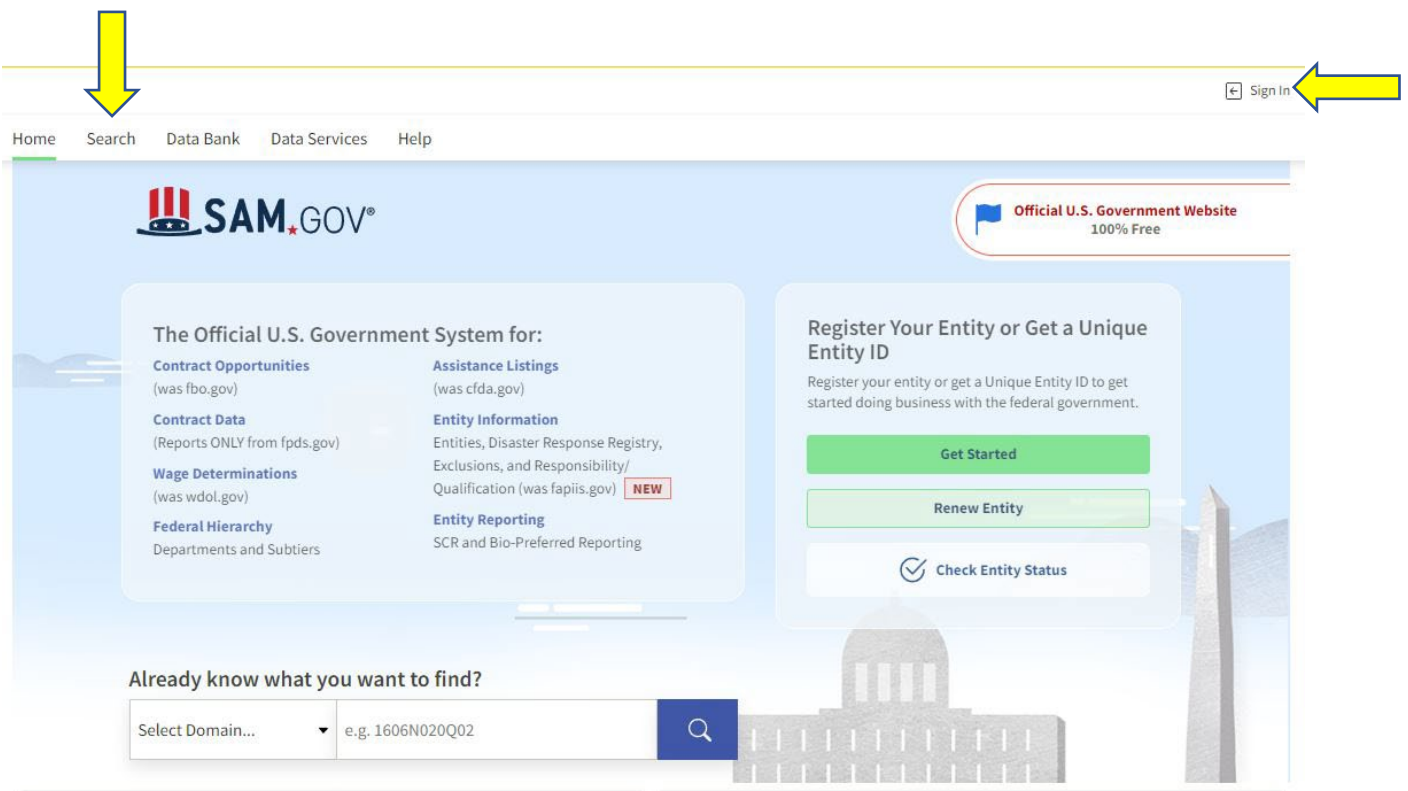 Sign In
Home Search Data Bank Data Services Help
SAM.GOV®
Official U.S. Government Website
100% Free
The Official U.S. Government System for:
Contract Opportunities
(was fbo.gov)
Contract Data
(Reports ONLY from fpds.gov)
Wage Determinations
(was wdol.gov)
Federal Hierarchy
Departments and Subtiers
Assistance Listings
(was cfda.gov)
Entity Information
Entities, Disaster Response Registry,
Exclusions, and Responsibility/
Qualification (was fapiis.gov) NEW
Entity Reporting
SCR and Bio-Preferred Reporting
Register Your Entity or Get a Unique
Entity ID
Register your entity or get a Unique Entity ID to get
started doing business with the federal government.
Get Started
Renew Entity
Check Entity Status
Already know what you want to find?
Select Domain... e.g. 1606N020Q02